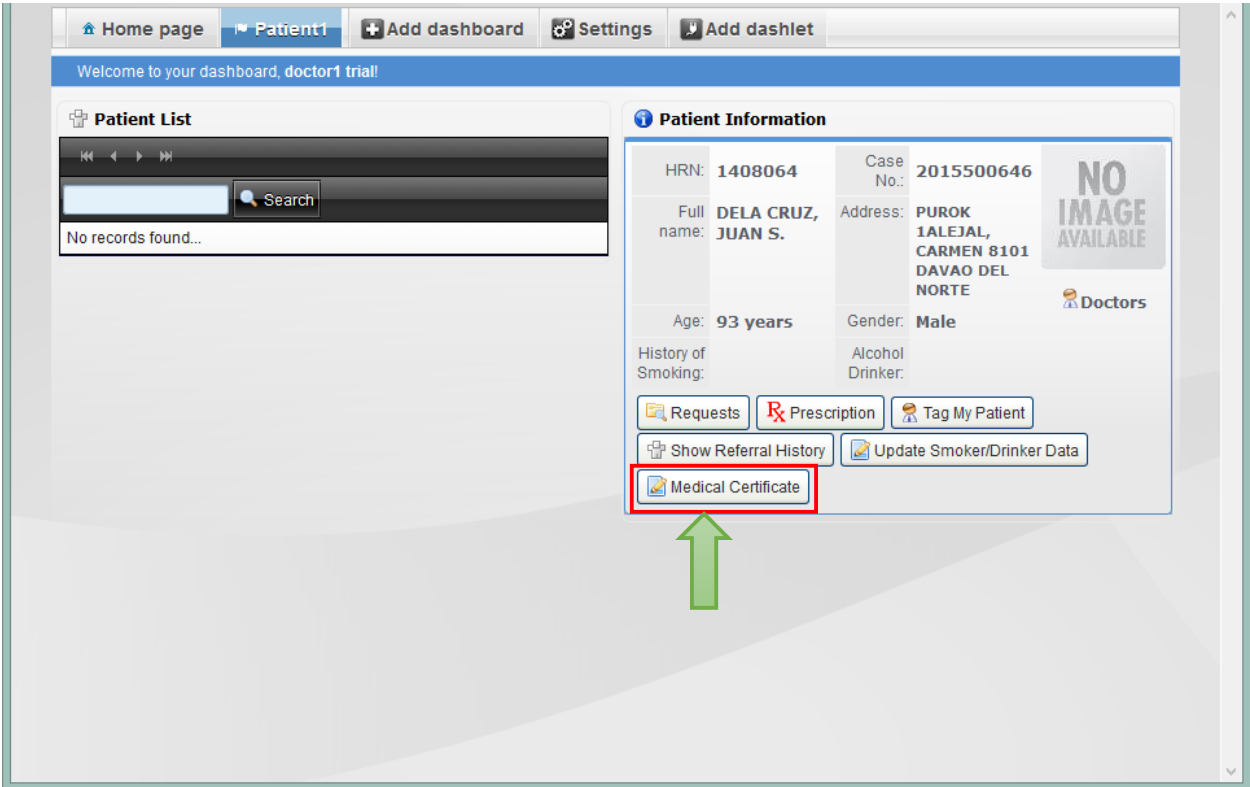 Home page Patient1 Add dashboard Settings Add dashlet
Welcome to your dashboard, doctor1 trial!
Patient List
Search
No records found...
Patient Information
HRN: 1408064 Case No.: 2015500646
Full name: DELA CRUZ, JUAN S. Address: PUROK
1ALEJAL,
CARMEN 8101
DAVAO DEL
NORTE
NO
IMAGE
AVAILABLE
Doctors
Age: 93 years Gender: Male
History of Smoking: Alcohol Drinker:
Requests Rx Prescription Tag My Patient
Show Referral History Update Smoker/Drinker Data
Medical Certificate